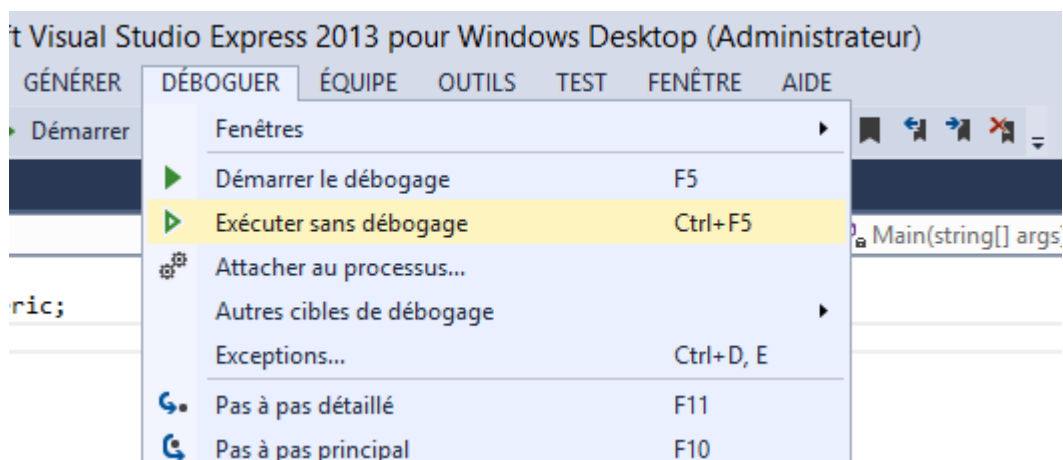 t Visual Studio Express 2013 pour Windows Desktop (Administrateur)
GÉNÉRER DÉBOGUER ÉQUIPE OUTILS TEST FENÊTRE AIDE
Démarrer
Fenêtres
Démarrer le débogage F5
Exécuter sans débogage Ctrl+F5
Main(string[] args)
Attacher au processus...
ric;
Autres cibles de débogage
Exceptions... Ctrl+D, E
Pas à pas détaillé F11
Pas à pas principal F10